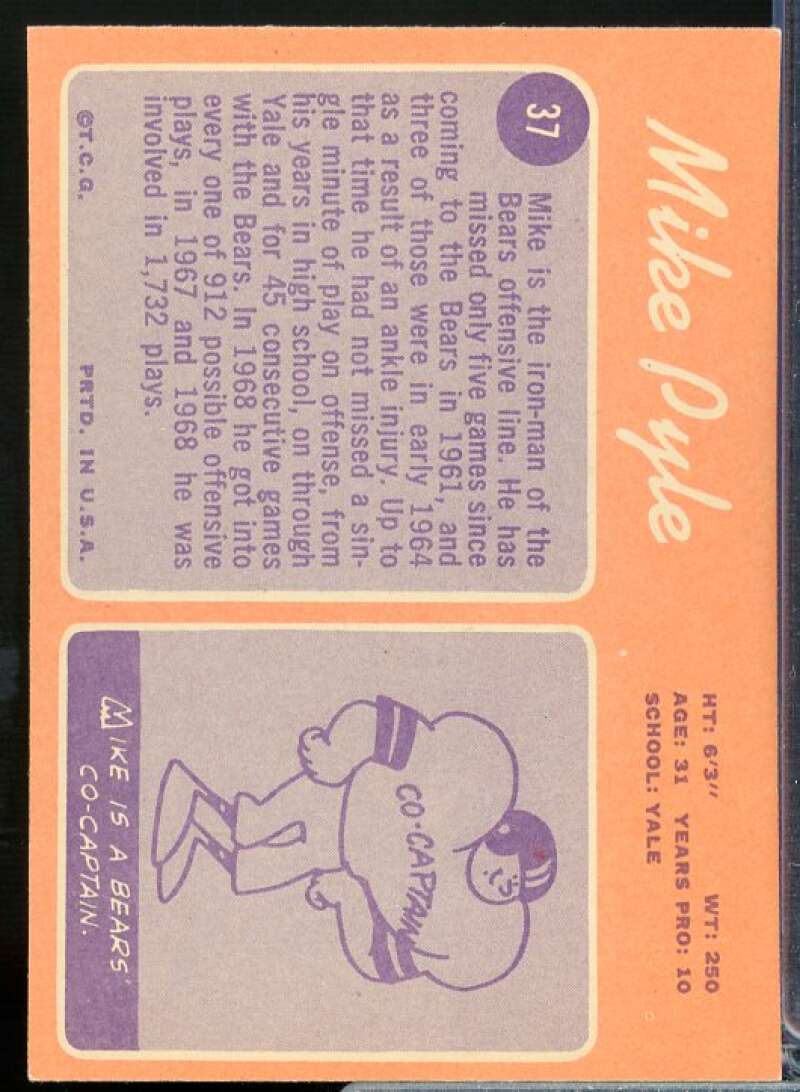 Mike Pyle
HT: 6'3" WT: 250
AGE: 31 YEARS PRO: 10
SCHOOL: YALE
37
Mike is the iron-man of the
Bears offensive line. He has
missed only five games since
coming to the Bears in 1961, and
three of those were in early 1964
as a result of an ankle injury. Up to
that time he had not missed a sin-
gle minute of play on offense, from
his years in high school, on through
Yale and for 45 consecutive games
with the Bears. In 1968 he got into
every one of 912 possible offensive
plays, in 1967 and 1968 he was
involved in 1,732 plays.
©T.C.G. PRTD. IN U.S.A.
CO-CAPTAIN
MIKE IS A BEARS'
CO-CAPTAIN.